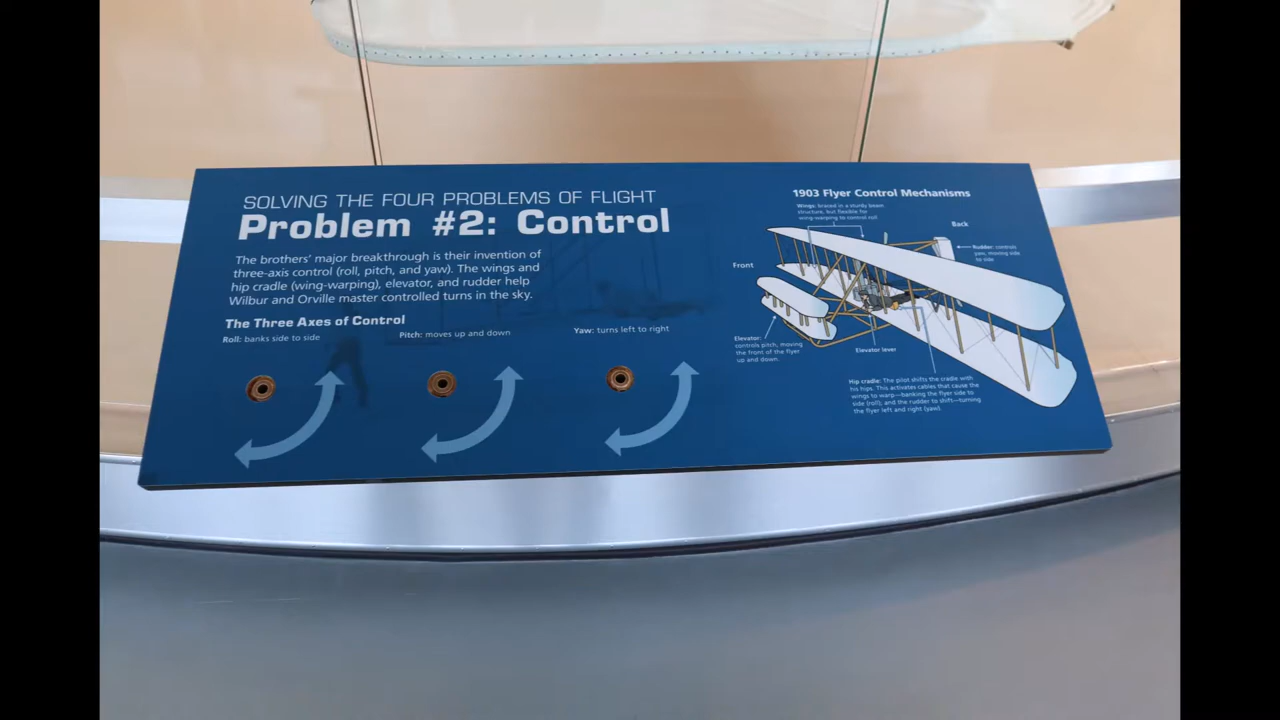 SOLVING THE FOUR PROBLEMS OF FLIGHT
Problem #2: Control
The brothers' major breakthrough is their invention of
three-axis control (roll, pitch, and yaw). The wings and
hip cradle (wing-warping), elevator, and rudder help
Wilbur and Orville master controlled turns in the sky.
The Three Axes of Control
Roll: banks side to side
Pitch: moves up and down
Yaw: turns left to right
1903 Flyer Control Mechanisms
Wings: braced in a sturdy beam
structure, but flexible for
wing-warping to control roll
Back
Rudder: controls
yaw, moving side
to side
Front
Elevator:
controls pitch, moving
the front of the flyer
up and down.
Elevator lever
Hip cradle: The pilot shifts the cradle with
his hips. This activates cables that cause the
wings to warp—banking the flyer side to
side (roll); and the rudder to shift—turning
the flyer left and right (yaw).